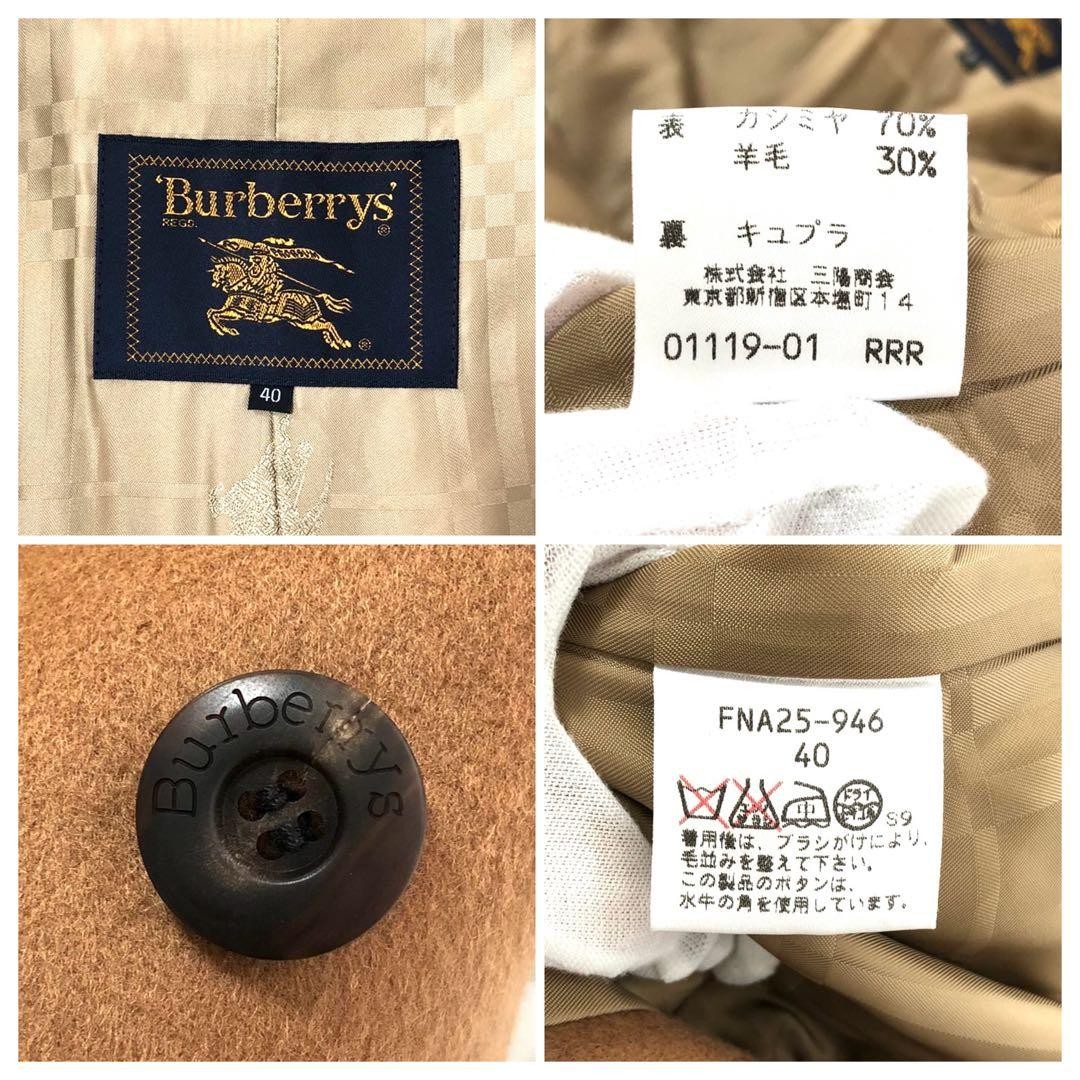 'Burberrys'
REGD. ®
®
40
表 カシミヤ 70%
羊毛 30%
裏 キュプラ
株式会社 三陽商会
東京都新宿区本塩町14
01119-01 RRR
Burberrys
FNA25-946
40
中 ドライ S9
着用後は、ブラシがけにより、
毛並みを整えて下さい。
この製品のボタンは、
水牛の角を使用しています。